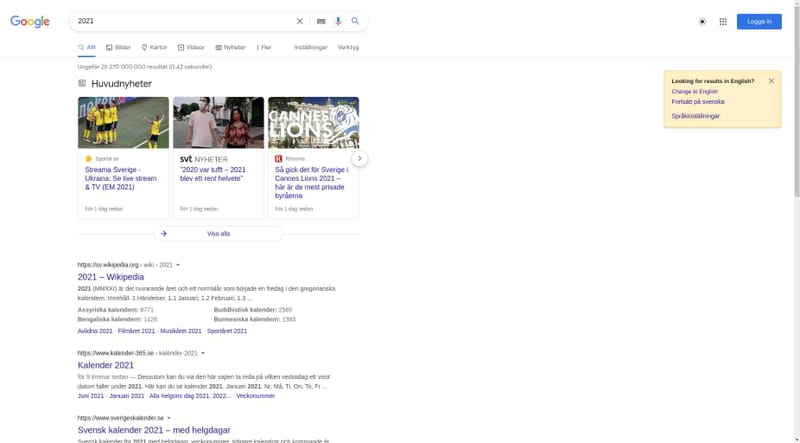 Google
2021
Logga in
Allt
Bilder
Kartor
Videor
Nyheter
Fler
Inställningar
Verktyg
Ungefär 25 270 000 000 resultat (0,42 sekunder)
Looking for results in English?
Change to English
Fortsätt på svenska
Språkinställningar
Huvudnyheter
CANNES
LIONS
Sportal.se
Streama Sverige -
Ukraina: Se live stream
& TV (EM 2021)
För 1 dag sedan
svt NYHETER
"2020 var tufft – 2021
blev ett rent helvete"
För 1 dag sedan
R Resumé
Så gick det för Sverige i
Cannes Lions 2021 –
här är de mest prisade
byråerna
För 1 dag sedan
Visa alla
https://sv.wikipedia.org › wiki › 2021
2021 – Wikipedia
2021 (MMXXI) är det nuvarande året och ett normalår som började en fredag i den gregorianska
kalendern. Innehåll. 1 Händelser. 1.1 Januari; 1.2 Februari; 1.3 ...
Assyriska kalendern: 6771
Buddhistisk kalender: 2565
Bengaliska kalendern: 1428
Burmesiska kalendern: 1383
Avlidna 2021 · Filmåret 2021 · Musikåret 2021 · Sportåret 2021
https://www.kalender-365.se › kalender-2021
Kalender 2021
för 9 timmar sedan — Dessutom kan du via den här sajten ta reda på vilken veckodag ett visst
datum faller under 2021. Här kan du se kalender 2021. Januari 2021. Nr, Må, Ti, On, To, Fr ...
Juni 2021 · Januari 2021 · Alla helgons dag 2021, 2022... · Veckonummer
https://www.sverigeskalender.se
Svensk kalender 2021 – med helgdagar
Svensk kalender för 2021 med helgdagar, veckonummer, tidigare kalendrar och kommande år.